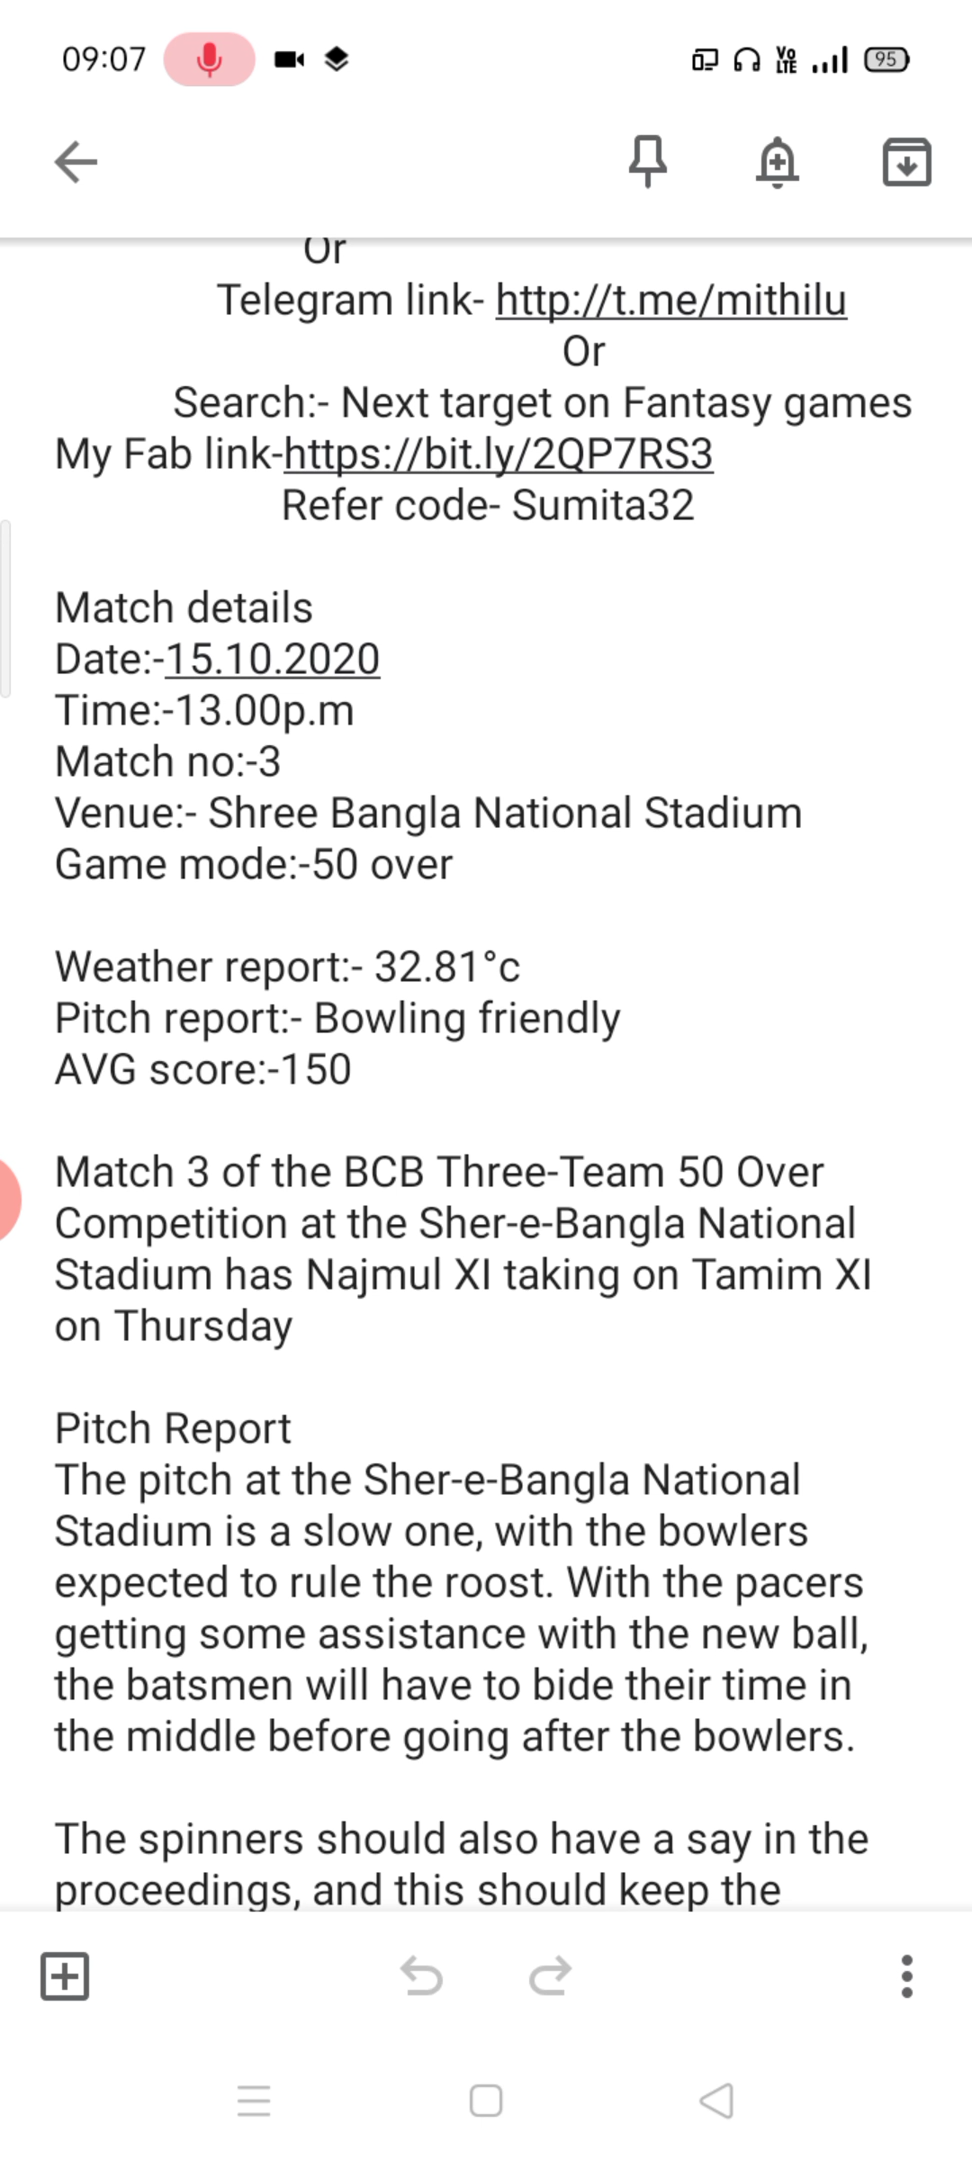 09:07
Vo LTE
95
Or
Telegram link- http://t.me/mithilu
Or
Search:- Next target on Fantasy games
My Fab link-https://bit.ly/2QP7RS3
Refer code- Sumita32
Match details
Date:-15.10.2020
Time:-13.00p.m
Match no:-3
Venue:- Shree Bangla National Stadium
Game mode:-50 over
Weather report:- 32.81°c
Pitch report:- Bowling friendly
AVG score:-150
Match 3 of the BCB Three-Team 50 Over
Competition at the Sher-e-Bangla National
Stadium has Najmul XI taking on Tamim XI
on Thursday
Pitch Report
The pitch at the Sher-e-Bangla National
Stadium is a slow one, with the bowlers
expected to rule the roost. With the pacers
getting some assistance with the new ball,
the batsmen will have to bide their time in
the middle before going after the bowlers.
The spinners should also have a say in the
proceedings, and this should keep the